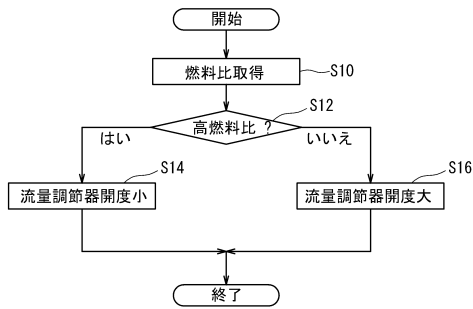 開始
燃料比取得
S10
高燃料比 ?
S12
はい
いいえ
流量調節器開度小
S14
流量調節器開度大
S16
終了